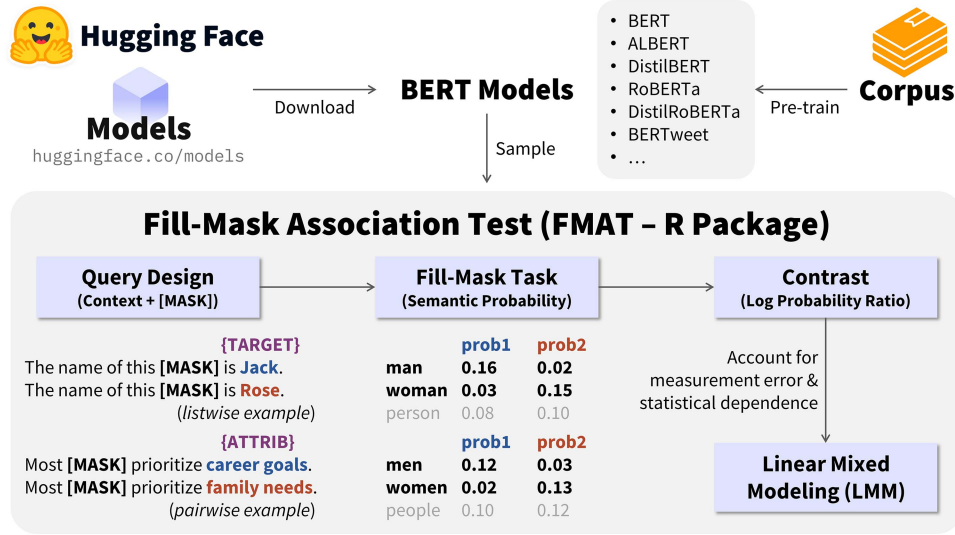 Hugging Face
Models
huggingface.co/models
Download
BERT Models
Sample
• BERT
• ALBERT
• DistilBERT
• RoBERTa
• DistilRoBERTa
• BERTweet
• …
Pre-train
Corpus
Fill-Mask Association Test (FMAT – R Package)
Query Design
(Context + [MASK])
Fill-Mask Task
(Semantic Probability)
Contrast
(Log Probability Ratio)
{TARGET}
The name of this [MASK] is Jack.
The name of this [MASK] is Rose.
(listwise example)
prob1 prob2
man 0.16 0.02
woman 0.03 0.15
person 0.08 0.10
{ATTRIB}
Most [MASK] prioritize career goals.
Most [MASK] prioritize family needs.
(pairwise example)
prob1 prob2
men 0.12 0.03
women 0.02 0.13
people 0.10 0.12
Account for
measurement error &
statistical dependence
Linear Mixed
Modeling (LMM)